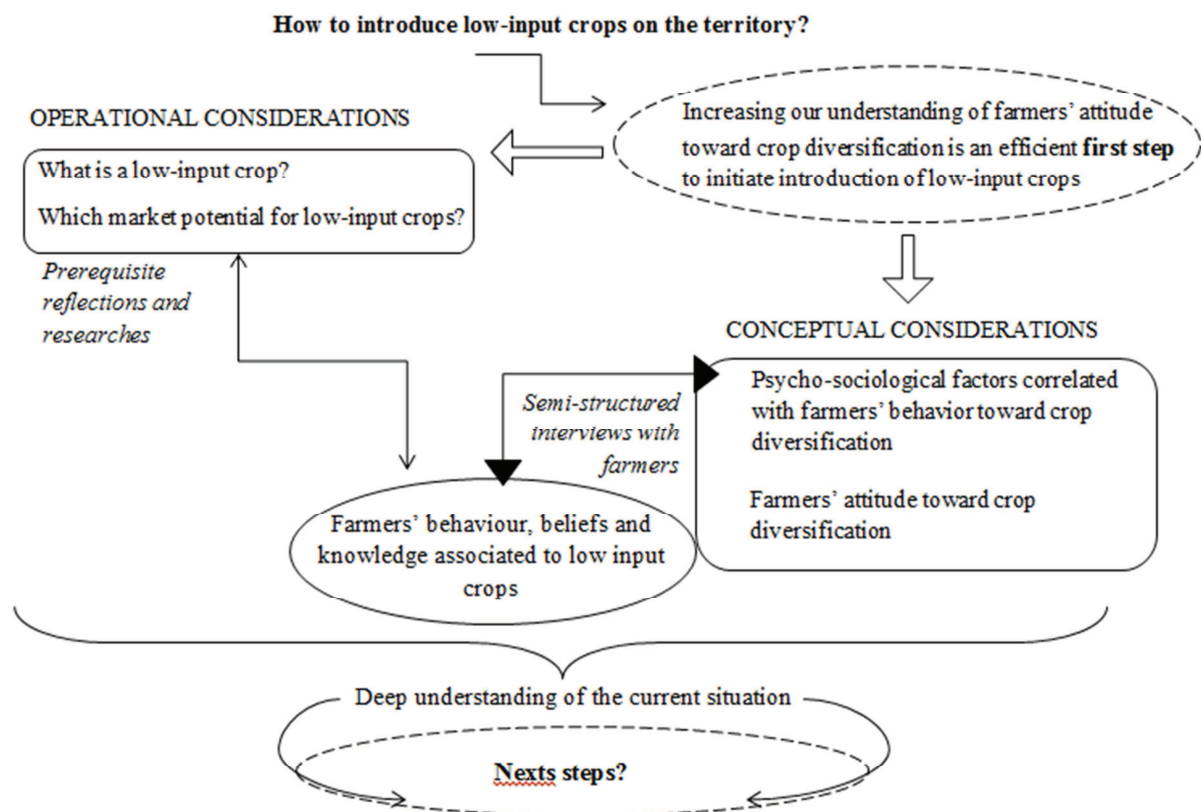 How to introduce low-input crops on the territory?
Increasing our understanding of farmers’ attitude
toward crop diversification is an efficient first step
to initiate introduction of low-input crops
OPERATIONAL CONSIDERATIONS
What is a low-input crop?
Which market potential for low-input crops?
Prerequisite
reflections and
researches
CONCEPTUAL CONSIDERATIONS
Psycho-sociological factors correlated
with farmers’ behavior toward crop
diversification
Farmers’ attitude toward crop
diversification
Semi-structured
interviews with
farmers
Farmers’ behaviour, beliefs and
knowledge associated to low input
crops
Deep understanding of the current situation
Nexts steps?